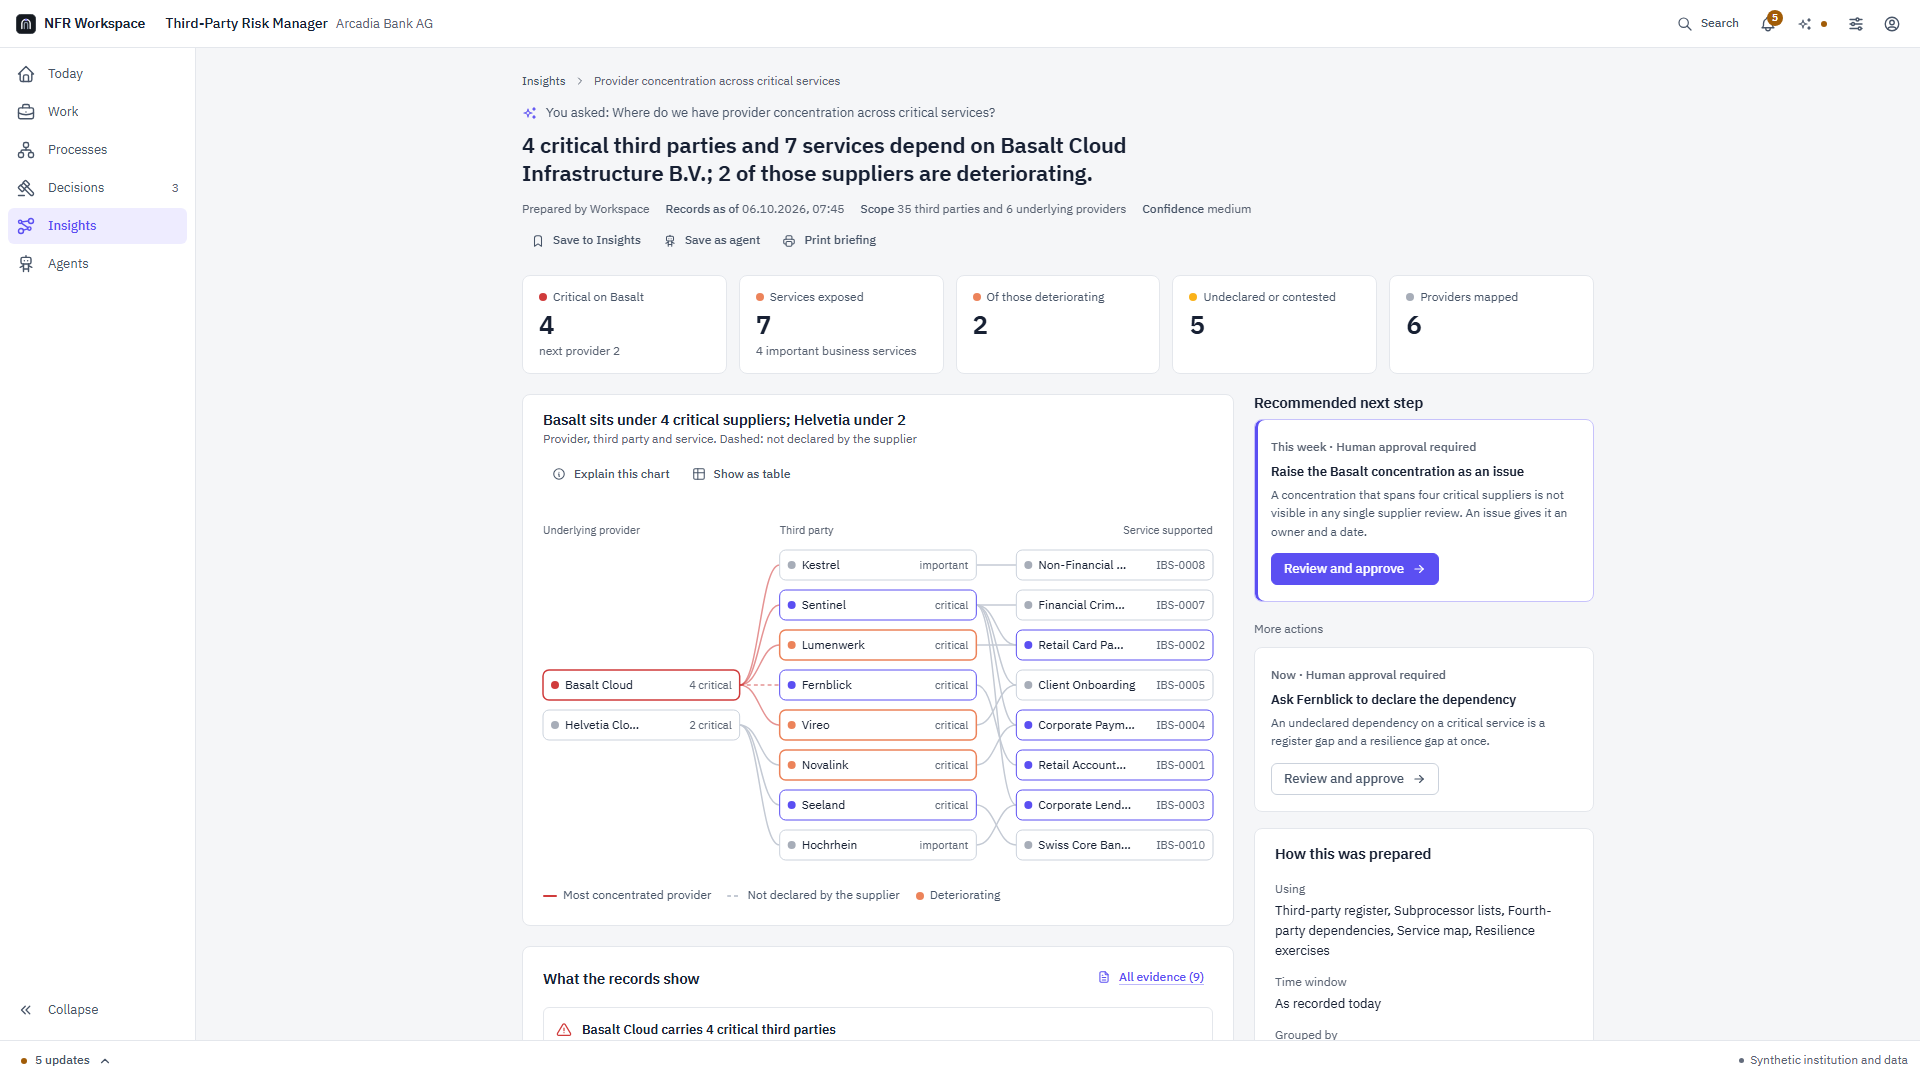 NFR Workspace
Third-Party Risk Manager Arcadia Bank AG
Search
5
Today
Work
Processes
Decisions 3
Insights
Agents
Collapse
Insights > Provider concentration across critical services
You asked: Where do we have provider concentration across critical services?
4 critical third parties and 7 services depend on Basalt Cloud
Infrastructure B.V.; 2 of those suppliers are deteriorating.
Prepared by Workspace Records as of 06.10.2026, 07:45 Scope 35 third parties and 6 underlying providers Confidence medium
Save to Insights Save as agent Print briefing
Critical on Basalt
4
next provider 2
Services exposed
7
4 important business services
Of those deteriorating
2
Undeclared or contested
5
Providers mapped
6
Basalt sits under 4 critical suppliers; Helvetia under 2
Provider, third party and service. Dashed: not declared by the supplier
Explain this chart Show as table
Underlying provider Third party Service supported
Kestrel important Non-Financial ... IBS-0008
Sentinel critical Financial Crim... IBS-0007
Lumenwerk critical Retail Card Pa... IBS-0002
Basalt Cloud 4 critical Fernblick critical Client Onboarding IBS-0005
Helvetia Clo... 2 critical Vireo critical Corporate Paym... IBS-0004
Novalink critical Retail Account... IBS-0001
Seeland critical Corporate Lend... IBS-0003
Hochrhein important Swiss Core Ban... IBS-0010
Most concentrated provider Not declared by the supplier Deteriorating
What the records show
All evidence (9)
Basalt Cloud carries 4 critical third parties
Recommended next step
This week · Human approval required
Raise the Basalt concentration as an issue
A concentration that spans four critical suppliers is not
visible in any single supplier review. An issue gives it an
owner and a date.
Review and approve
More actions
Now · Human approval required
Ask Fernblick to declare the dependency
An undeclared dependency on a critical service is a
register gap and a resilience gap at once.
Review and approve
How this was prepared
Using
Third-party register, Subprocessor lists, Fourth-
party dependencies, Service map, Resilience
exercises
Time window
As recorded today
Grouped by
5 updates
Synthetic institution and data